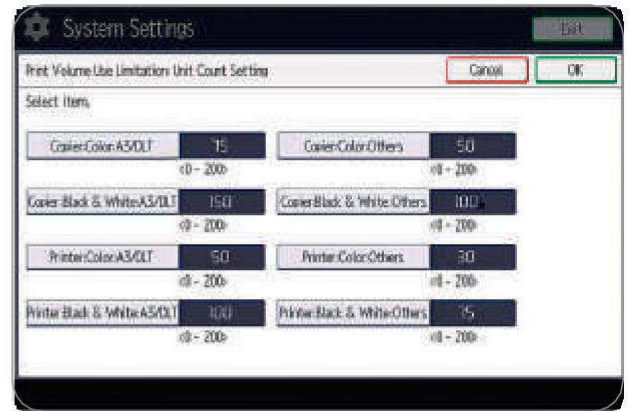 System Settings
Exit
Print Volume Use Limitation: Unit Count Setting
Cancel
OK
Select item.
Copier:Color:A3/DLT 75 Copier:Color:Others 50
<0 - 200> <0 - 200>
Copier:Black & White:A3/DLT 150 Copier:Black & White:Others 100
<0 - 200> <0 - 200>
Printer:Color:A3/DLT 50 Printer:Color:Others 30
<0 - 200> <0 - 200>
Printer:Black & White:A3/DLT 100 Printer:Black & White:Others 75
<0 - 200> <0 - 200>